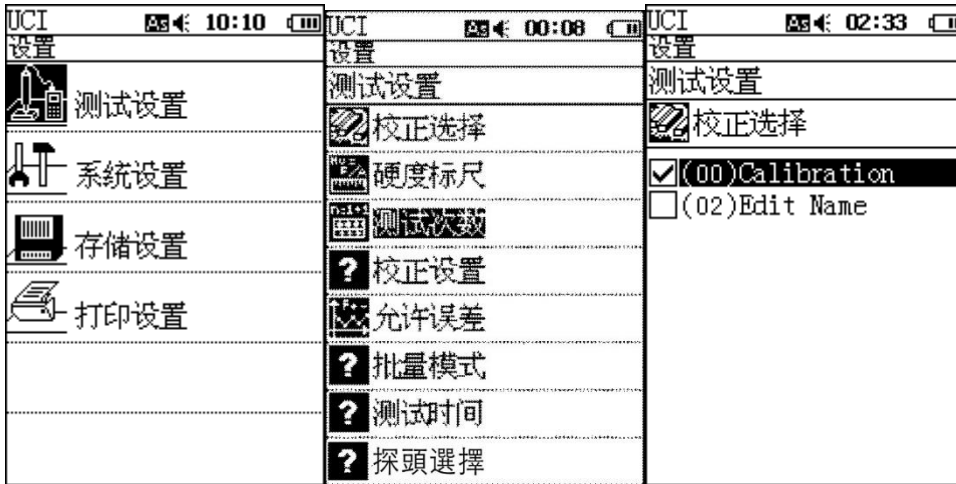 UCI As 10:10
设置
测试设置
系统设置
存储设置
打印设置
UCI As 00:08
设置
测试设置
校正选择
硬度标尺
测试次数
校正设置
允许误差
批量模式
测试时间
探頭選擇
UCI As 02:33
设置
测试设置
校正选择
(00)Calibration
(02)Edit Name